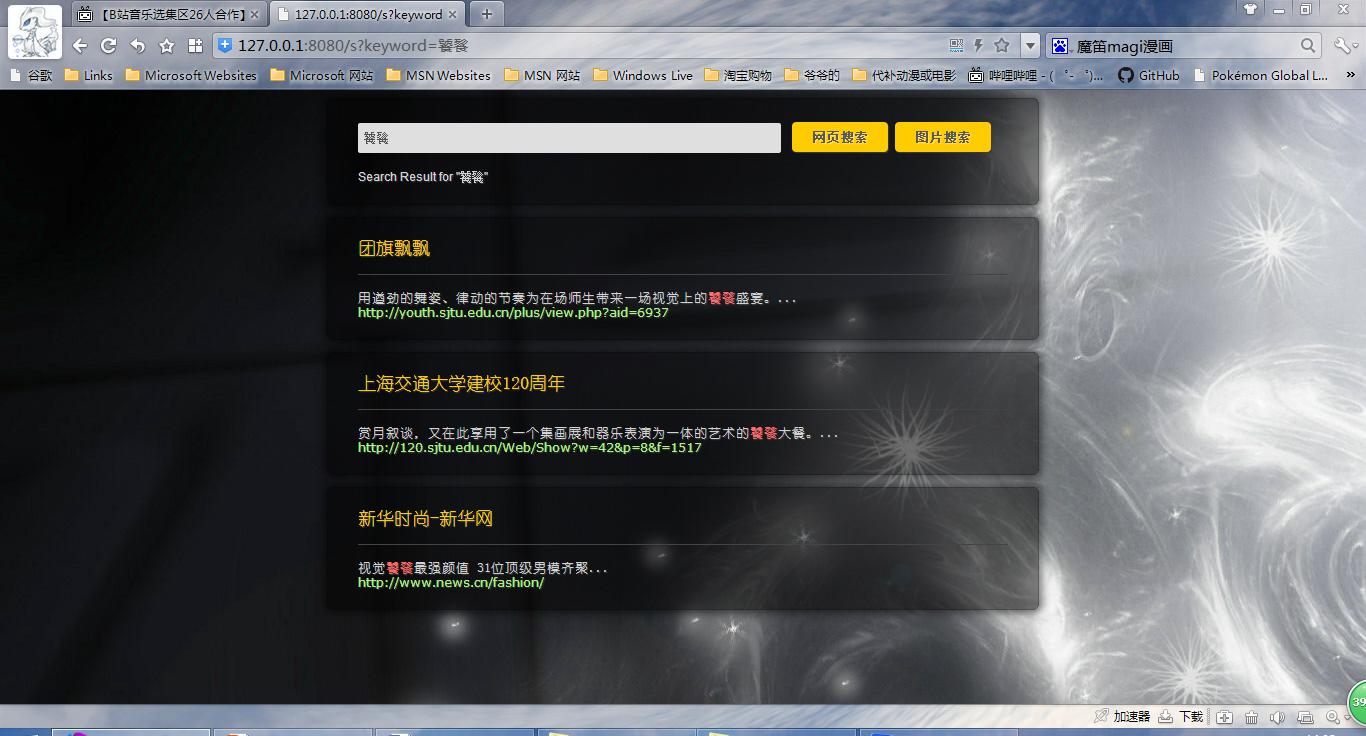 【B站音乐选集区26人合作】
127.0.0.1:8080/s?keyword
127.0.0.1:8080/s?keyword=饕餮
魔笛magi漫画
谷歌 Links Microsoft Websites Microsoft 网站 MSN Websites MSN 网站 Windows Live 淘宝购物 爷爷的 代补动漫或电影 哔哩哔哩 - ( ゜- ゜)... GitHub Pokémon Global L... »
饕餮
网页搜索 图片搜索
Search Result for "饕餮"
团旗飘飘
用遒劲的舞姿、律动的节奏为在场师生带来一场视觉上的饕餮盛宴。...
http://youth.sjtu.edu.cn/plus/view.php?aid=6937
上海交通大学建校120周年
赏月叙谈，又在此享用了一个集画展和器乐表演为一体的艺术的饕餮大餐。...
http://120.sjtu.edu.cn/Web/Show?w=42&p=8&f=1517
新华时尚-新华网
视觉饕餮最强颜值 31位顶级男模齐聚...
http://www.news.cn/fashion/
39
加速器 下载